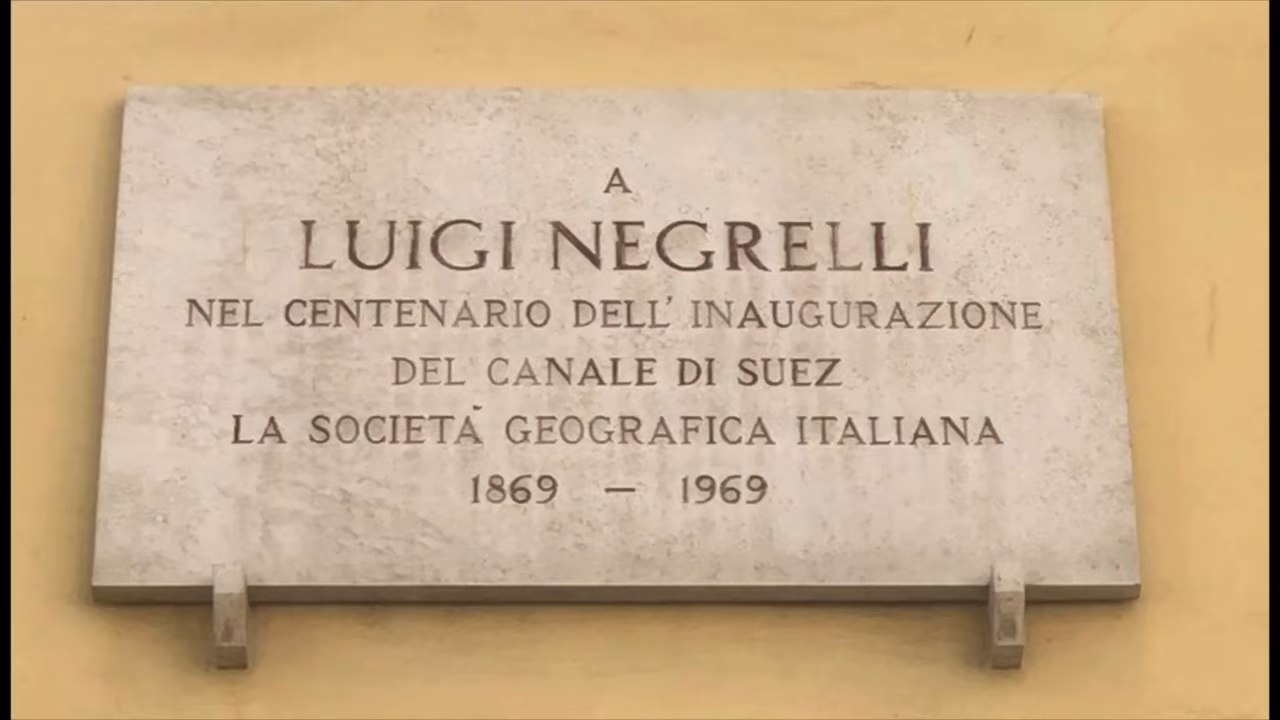 A
LUIGI NEGRELLI
NEL CENTENARIO DELL' INAUGURAZIONE
DEL CANALE DI SUEZ
LA SOCIETÀ GEOGRAFICA ITALIANA
1869 — 1969